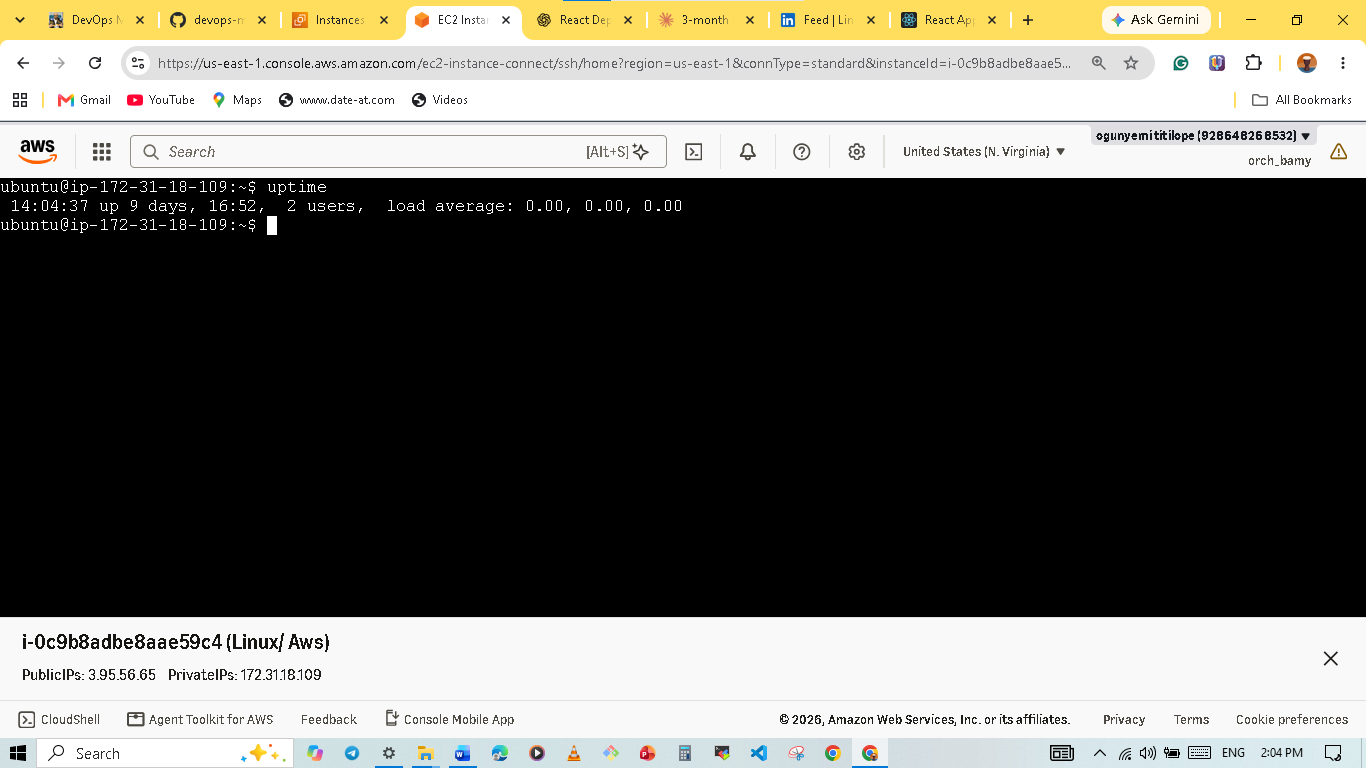 DevOps M
devops-m
Instances
EC2 Instan
React Dep
3-month
Feed | Lin
React App
Ask Gemini
https://us-east-1.console.aws.amazon.com/ec2-instance-connect/ssh/home?region=us-east-1&connType=standard&instanceId=i-0c9b8adbe8aae5...
Gmail
YouTube
Maps
www.date-at.com
Videos
All Bookmarks
aws
Search
[Alt+S]
United States (N. Virginia)
ogunyemititilope (928648268532)
orch_bamy
ubuntu@ip-172-31-18-109:~$ uptime
14:04:37 up 9 days, 16:52,  2 users,  load average: 0.00, 0.00, 0.00
ubuntu@ip-172-31-18-109:~$
i-0c9b8adbe8aae59c4 (Linux/ Aws)
PublicIPs: 3.95.56.65 PrivateIPs: 172.31.18.109
CloudShell
Agent Toolkit for AWS
Feedback
Console Mobile App
© 2026, Amazon Web Services, Inc. or its affiliates.
Privacy
Terms
Cookie preferences
Search
ENG
2:04 PM